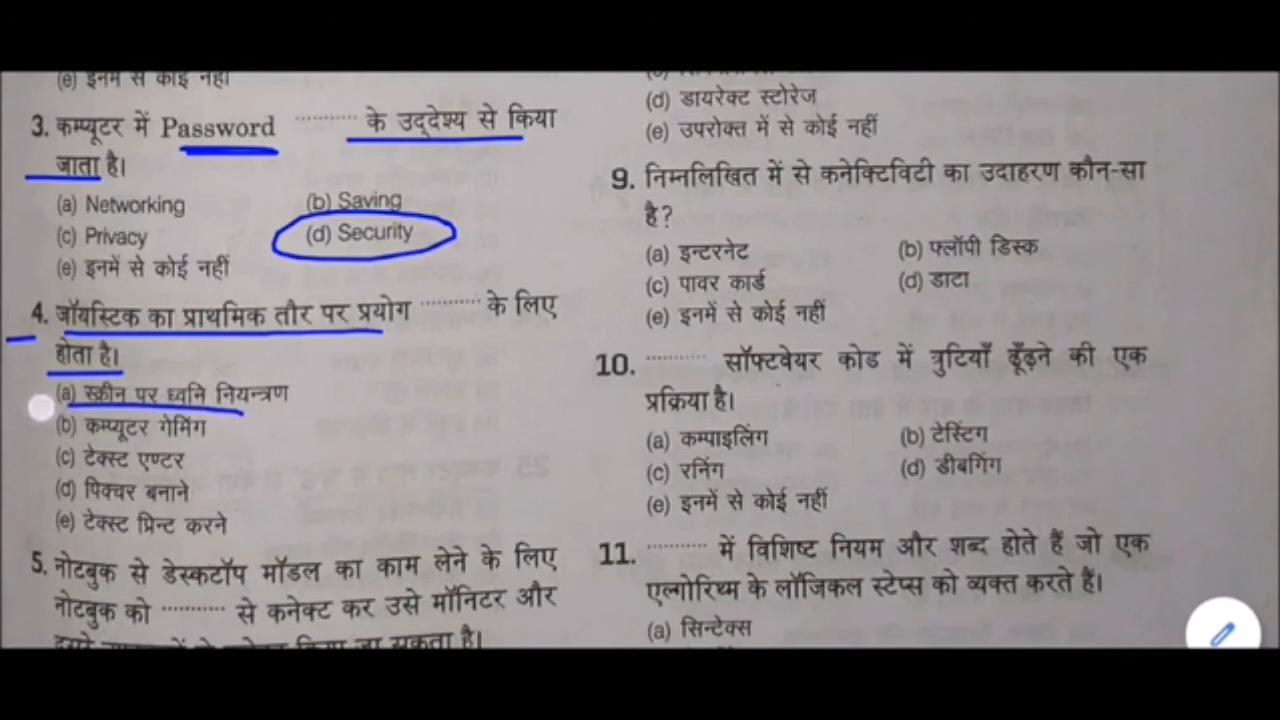 (e) इनमें से कोई नहीं
3. कम्प्यूटर में Password ............ के उद्देश्य से किया
जाता है।
(a) Networking (b) Saving
(c) Privacy (d) Security
(e) इनमें से कोई नहीं
4. जॉयस्टिक का प्राथमिक तौर पर प्रयोग ............ के लिए
होता है।
(a) स्क्रीन पर ध्वनि नियन्त्रण
(b) कम्प्यूटर गेमिंग
(c) टेक्स्ट एण्टर
(d) पिक्चर बनाने
(e) टेक्स्ट प्रिन्ट करने
5. नोटबुक से डेस्कटॉप मॉडल का काम लेने के लिए
नोटबुक को ............ से कनेक्ट कर उसे मॉनिटर और
किया जा सकता है।
(d) डायरेक्ट स्टोरेज
(e) उपरोक्त में से कोई नहीं
9. निम्नलिखित में से कनेक्टिविटी का उदाहरण कौन-सा
है?
(a) इन्टरनेट (b) फ्लॉपी डिस्क
(c) पावर कार्ड (d) डाटा
(e) इनमें से कोई नहीं
10. ............ सॉफ्टवेयर कोड में त्रुटियाँ ढूँढ़ने की एक
प्रक्रिया है।
(a) कम्पाइलिंग (b) टेस्टिंग
(c) रनिंग (d) डीबगिंग
(e) इनमें से कोई नहीं
11. ............ में विशिष्ट नियम और शब्द होते हैं जो एक
एल्गोरिथ्म के लॉजिकल स्टेप्स को व्यक्त करते हैं।
(a) सिन्टेक्स